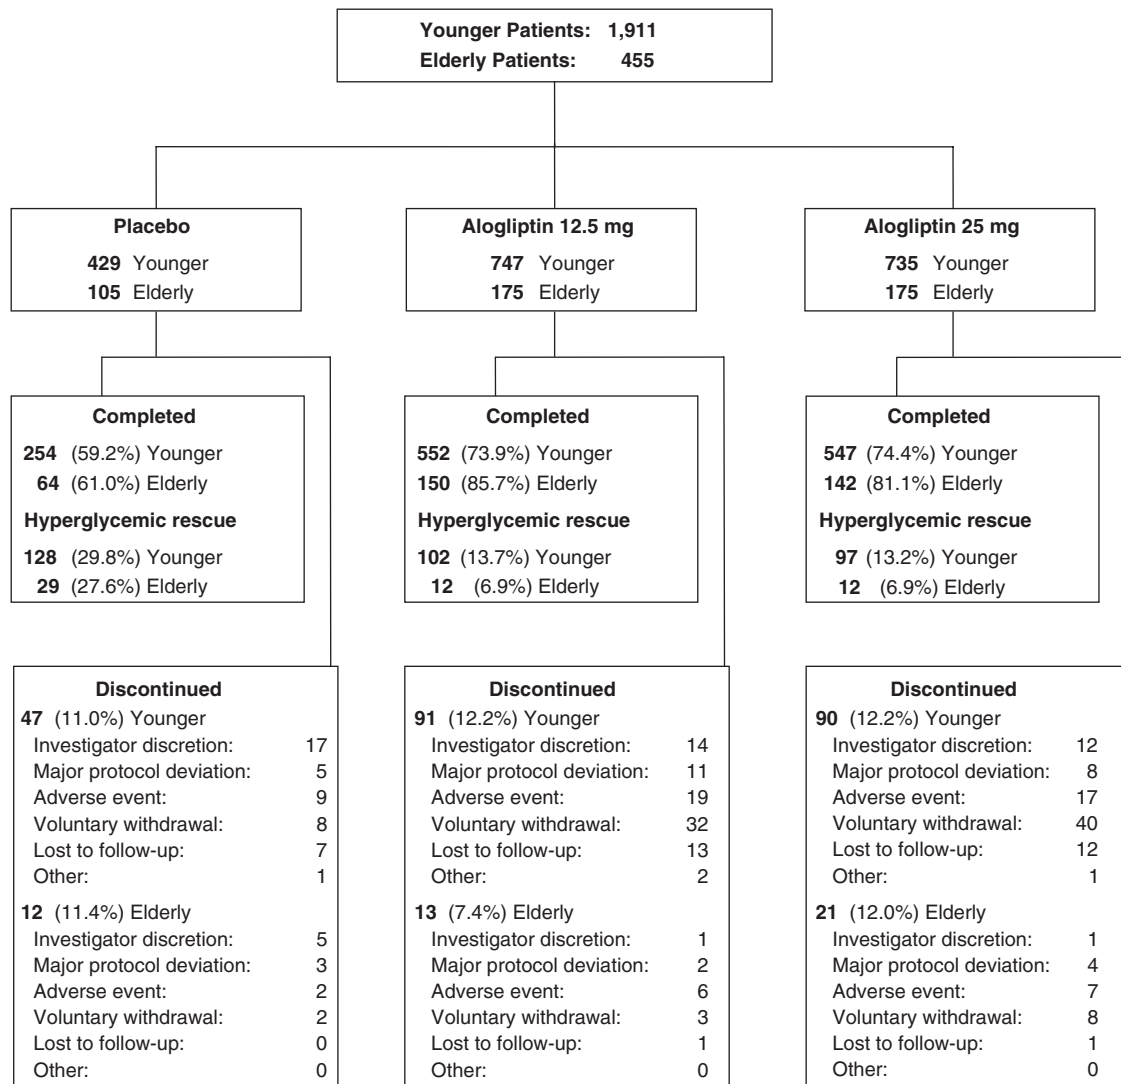 Younger Patients: 1,911
Elderly Patients: 455
Placebo
429 Younger
105 Elderly
Alogliptin 12.5 mg
747 Younger
175 Elderly
Alogliptin 25 mg
735 Younger
175 Elderly
Completed
254 (59.2%) Younger
64 (61.0%) Elderly
Hyperglycemic rescue
128 (29.8%) Younger
29 (27.6%) Elderly
Completed
552 (73.9%) Younger
150 (85.7%) Elderly
Hyperglycemic rescue
102 (13.7%) Younger
12 (6.9%) Elderly
Completed
547 (74.4%) Younger
142 (81.1%) Elderly
Hyperglycemic rescue
97 (13.2%) Younger
12 (6.9%) Elderly
Discontinued
47 (11.0%) Younger
Investigator discretion: 17
Major protocol deviation: 5
Adverse event: 9
Voluntary withdrawal: 8
Lost to follow-up: 7
Other: 1
12 (11.4%) Elderly
Investigator discretion: 5
Major protocol deviation: 3
Adverse event: 2
Voluntary withdrawal: 2
Lost to follow-up: 0
Other: 0
Discontinued
91 (12.2%) Younger
Investigator discretion: 14
Major protocol deviation: 11
Adverse event: 19
Voluntary withdrawal: 32
Lost to follow-up: 13
Other: 2
13 (7.4%) Elderly
Investigator discretion: 1
Major protocol deviation: 2
Adverse event: 6
Voluntary withdrawal: 3
Lost to follow-up: 1
Other: 0
Discontinued
90 (12.2%) Younger
Investigator discretion: 12
Major protocol deviation: 8
Adverse event: 17
Voluntary withdrawal: 40
Lost to follow-up: 12
Other: 1
21 (12.0%) Elderly
Investigator discretion: 1
Major protocol deviation: 4
Adverse event: 7
Voluntary withdrawal: 8
Lost to follow-up: 1
Other: 0